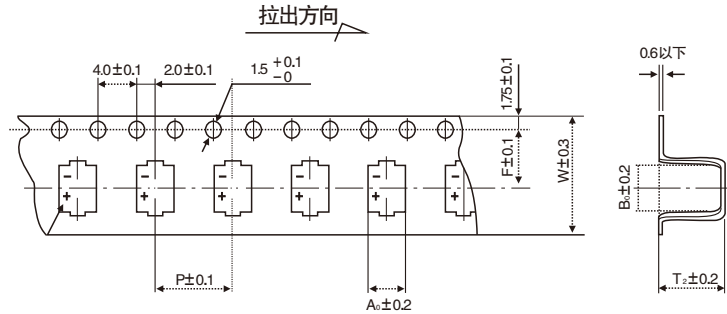 拉出方向
4.0±0.1
2.0±0.1
1.5 +0.1 −0
1.75±0.1
F±0.1
W±0.3
0.6以下
B₀±0.2
− − − − − −
+ + + + + +
P±0.1
A₀±0.2
T₂±0.2